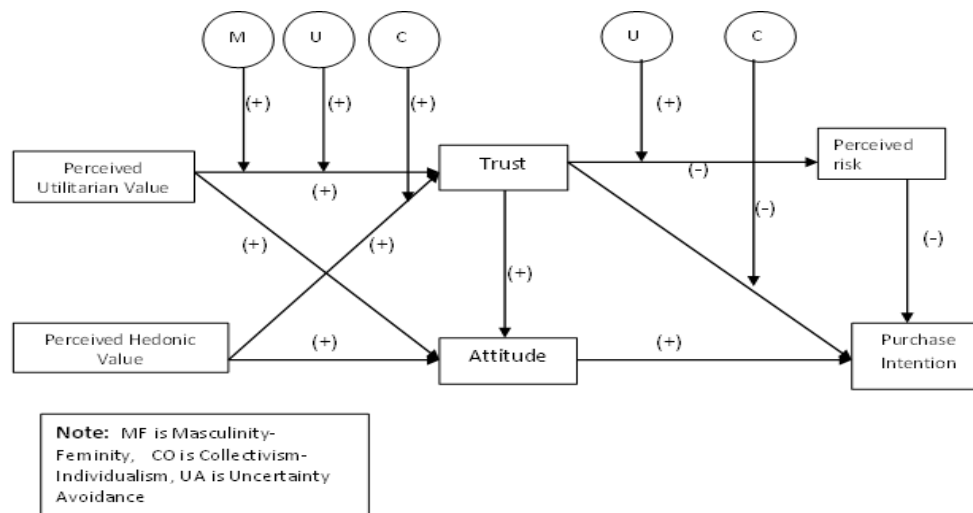 M
U
C
U
C
(+)
(+)
(+)
(+)
Perceived
Utilitarian Value
Trust
Perceived
risk
(+)
(-)
(+)
(+)
(-)
(-)
(+)
Perceived Hedonic
Value
(+)
Attitude
(+)
Purchase
Intention
Note: MF is Masculinity-
Feminity, CO is Collectivism-
Individualism, UA is Uncertainty
Avoidance